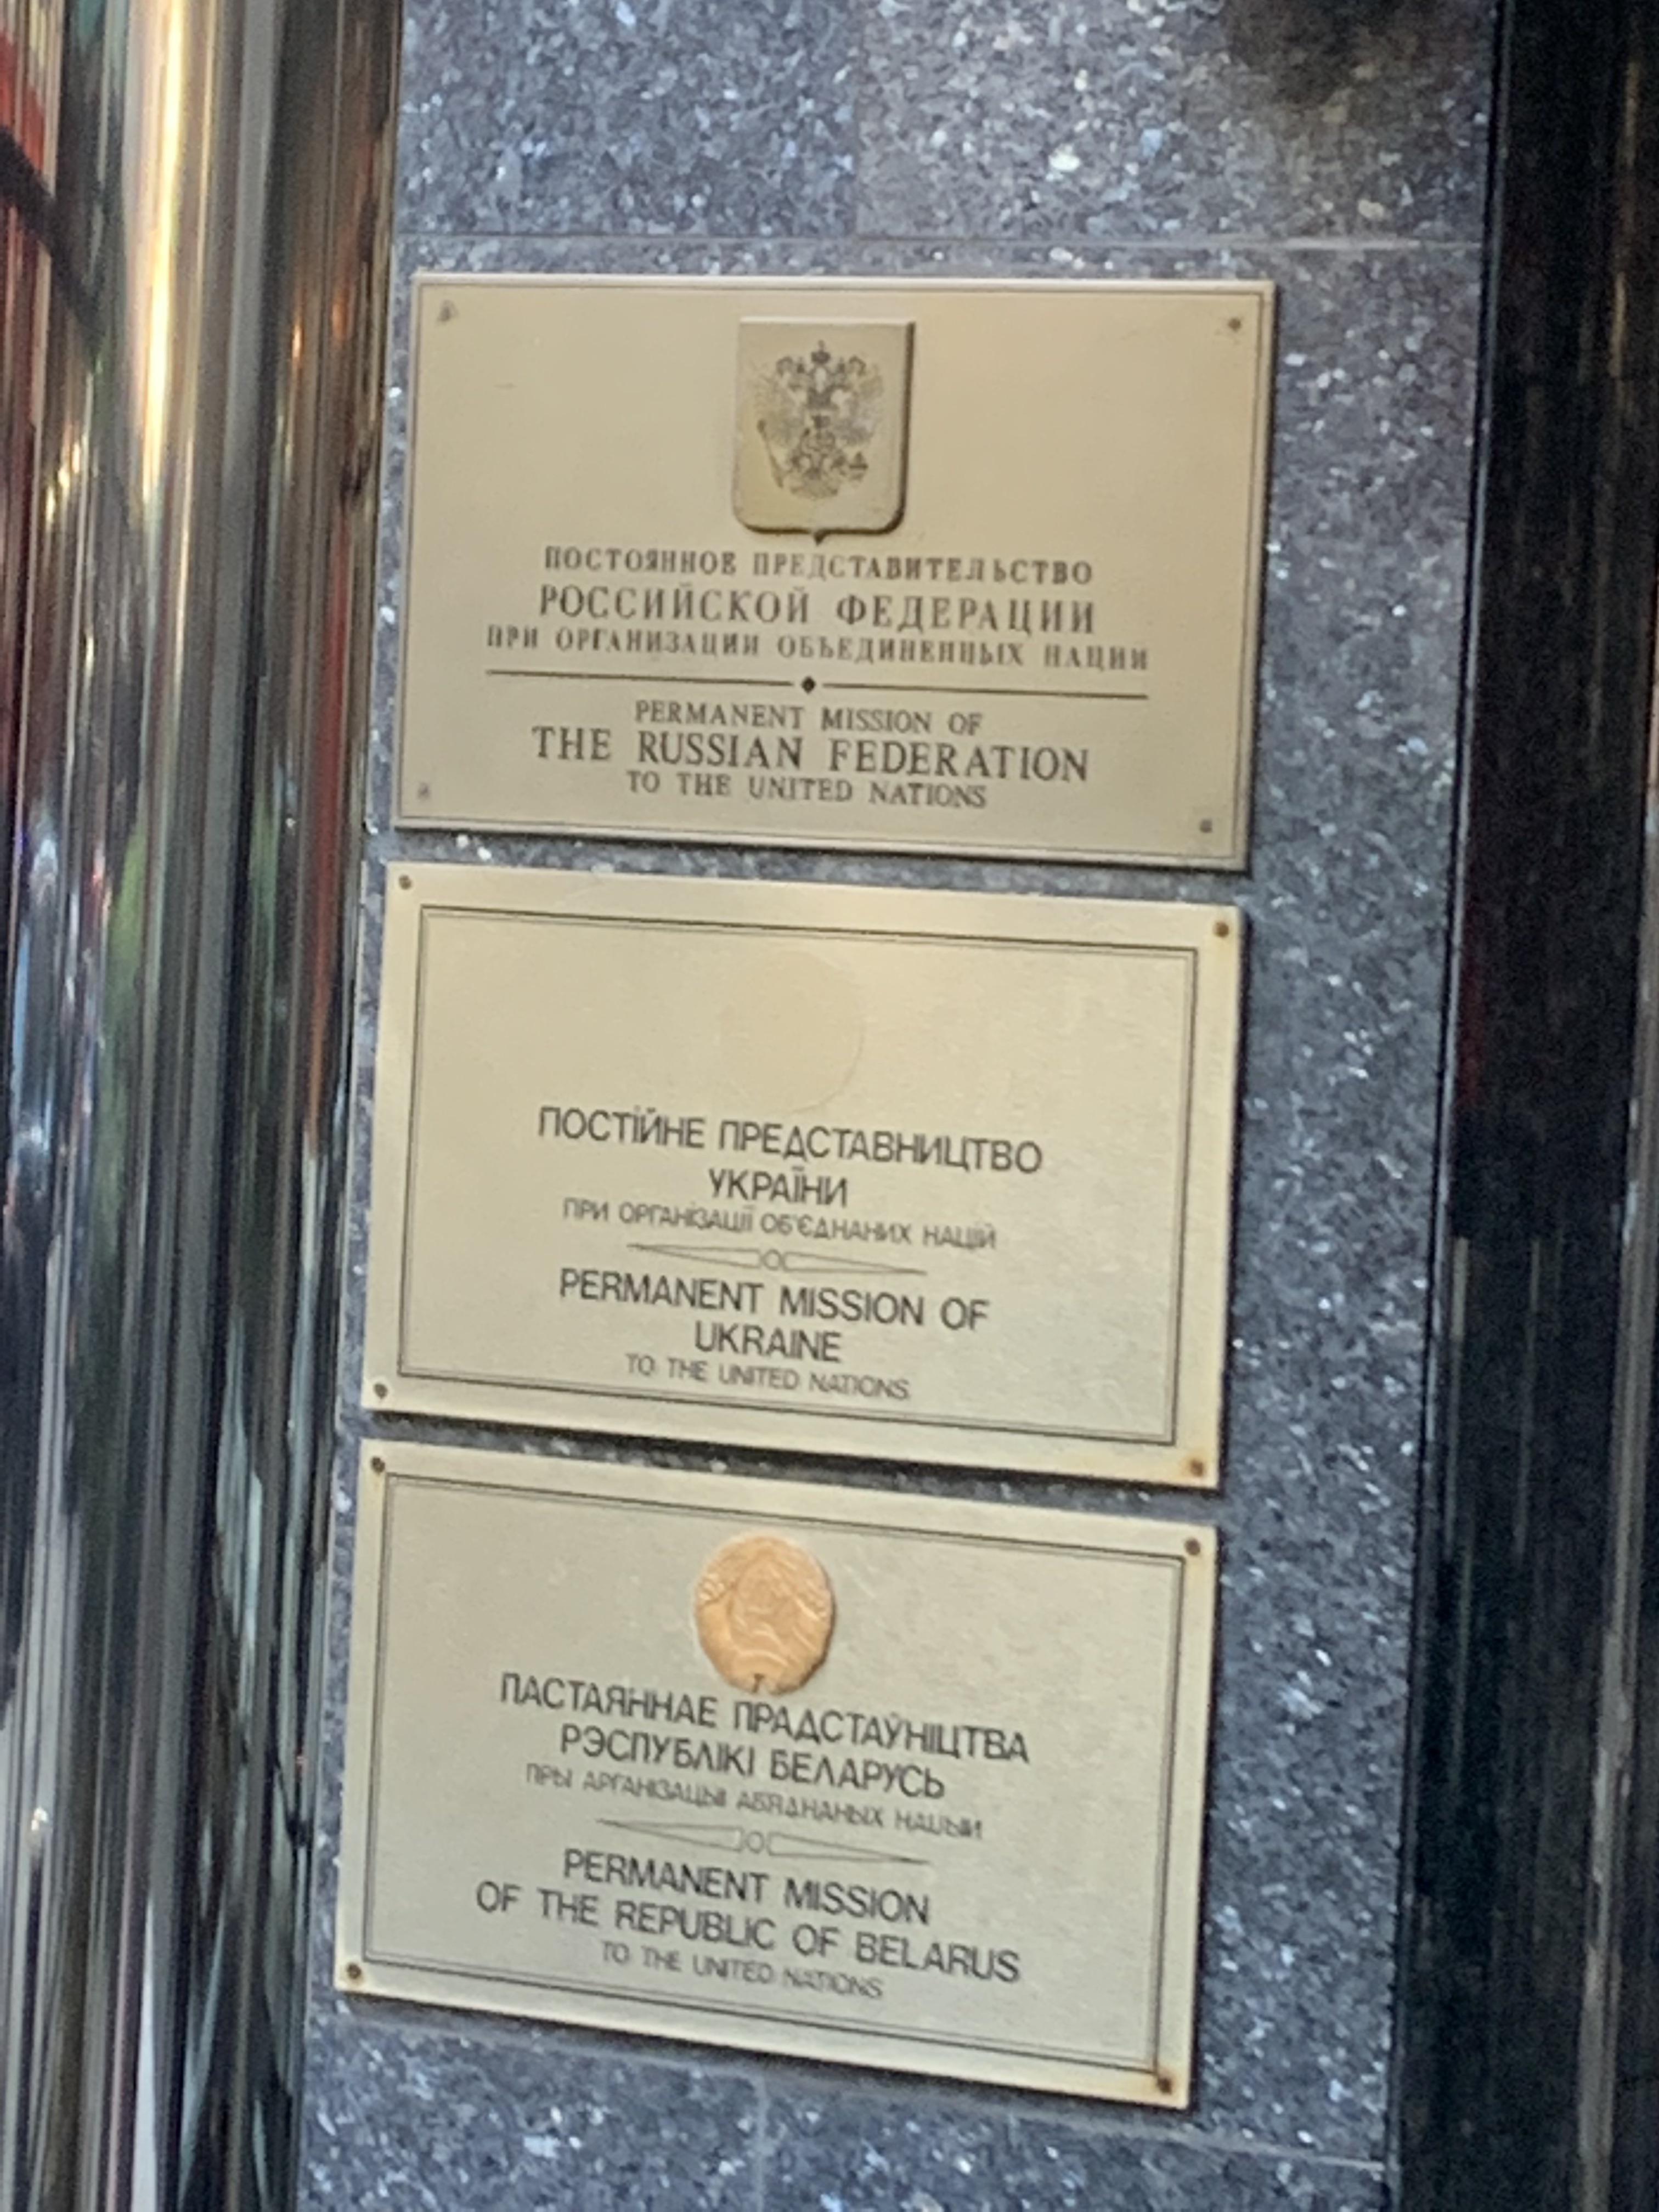 ПОСТОЯННОЕ ПРЕДСТАВИТЕЛЬСТВО
РОССИЙСКОЙ ФЕДЕРАЦИИ
ПРИ ОРГАНИЗАЦИИ ОБЪЕДИНЕННЫХ НАЦИЙ
PERMANENT MISSION OF
THE RUSSIAN FEDERATION
TO THE UNITED NATIONS
ПОСТІЙНЕ ПРЕДСТАВНИЦТВО
УКРАЇНИ
ПРИ ОРГАНІЗАЦІЇ ОБ'ЄДНАНИХ НАЦІЙ
PERMANENT MISSION OF
UKRAINE
TO THE UNITED NATIONS
ПАСТАЯННАЕ ПРАДСТАЎНІЦТВА
РЭСПУБЛІКІ БЕЛАРУСЬ
ПРЫ АРГАНІЗАЦЫІ АБ'ЯДНАНЫХ НАЦЫЙ
PERMANENT MISSION
OF THE REPUBLIC OF BELARUS
TO THE UNITED NATIONS